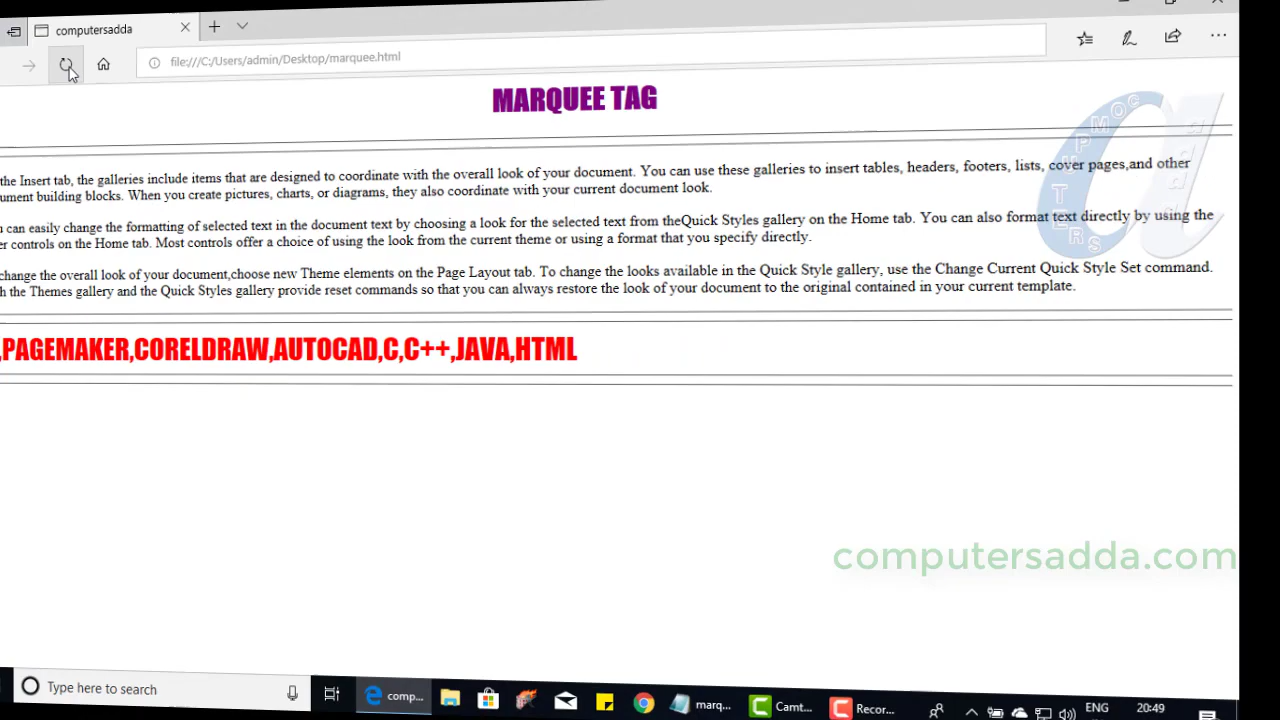 computersadda
file:///C:/Users/admin/Desktop/marquee.html
MARQUEE TAG
COMPUTERS
adda
the Insert tab, the galleries include items that are designed to coordinate with the overall look of your document. You can use these galleries to insert tables, headers, footers, lists, cover pages,and other
ument building blocks. When you create pictures, charts, or diagrams, they also coordinate with your current document look.
can easily change the formatting of selected text in the document text by choosing a look for the selected text from theQuick Styles gallery on the Home tab. You can also format text directly by using the
er controls on the Home tab. Most controls offer a choice of using the look from the current theme or using a format that you specify directly.
change the overall look of your document,choose new Theme elements on the Page Layout tab. To change the looks available in the Quick Style gallery, use the Change Current Quick Style Set command.
h the Themes gallery and the Quick Styles gallery provide reset commands so that you can always restore the look of your document to the original contained in your current template.
,PAGEMAKER,CORELDRAW,AUTOCAD,C,C++,JAVA,HTML
computersadda.com
Type here to search
comp...
marq...
Camt...
Recor...
ENG
20:49